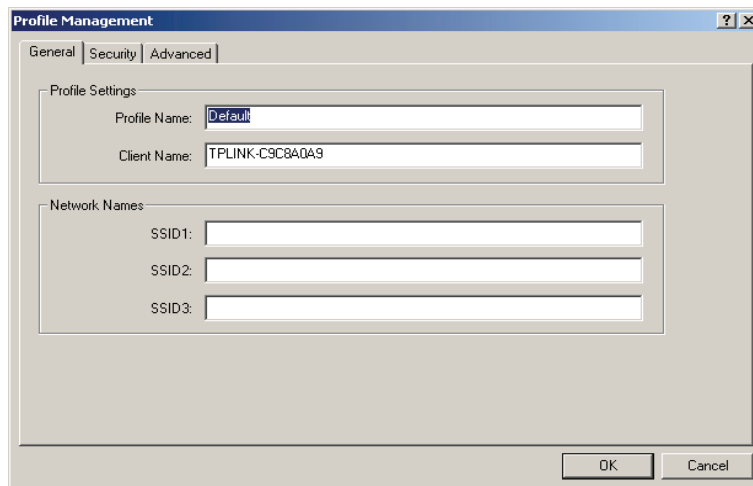 Profile Management
General Security Advanced
Profile Settings
Profile Name: Default
Client Name: TPLINK-C9C8A0A9
Network Names
SSID1:
SSID2:
SSID3:
OK Cancel